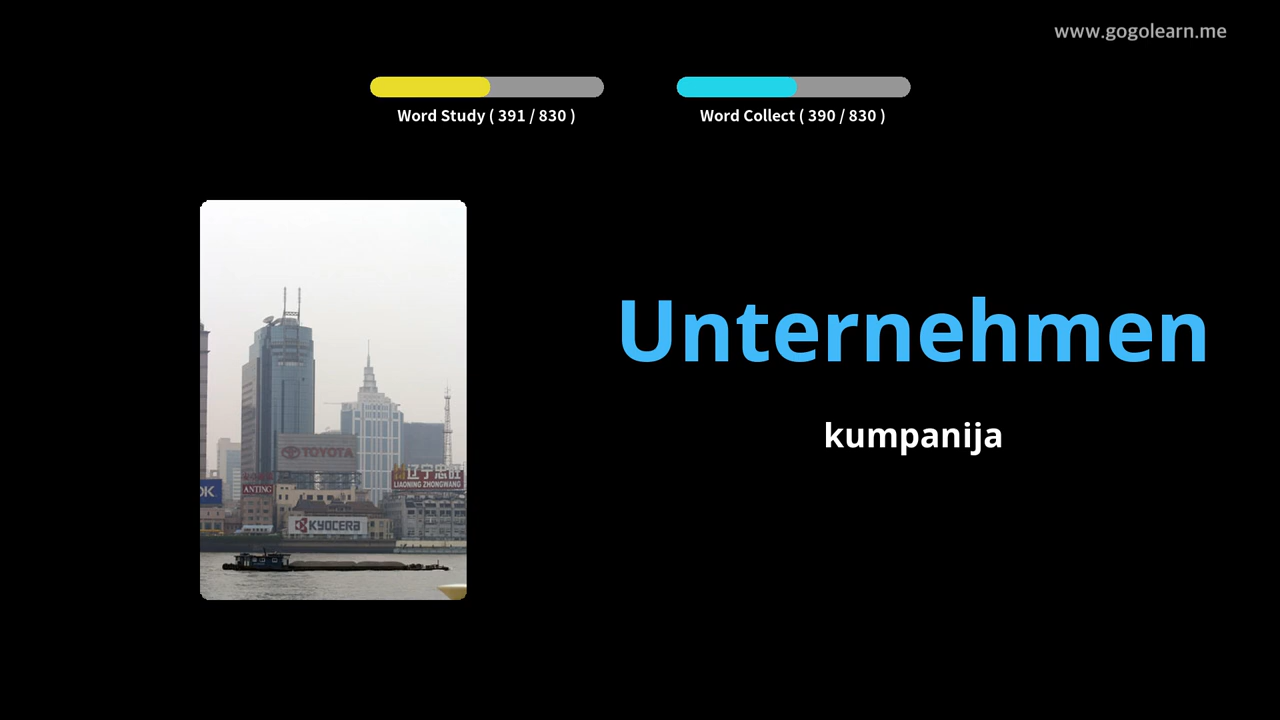 www.gogolearn.me
Word Study ( 391 / 830 )
Word Collect ( 390 / 830 )
Unternehmen
kumpanija
TOYOTA
辽宁忠旺
LIAONING ZHONGWANG
OK
ANTING
KYOCERA